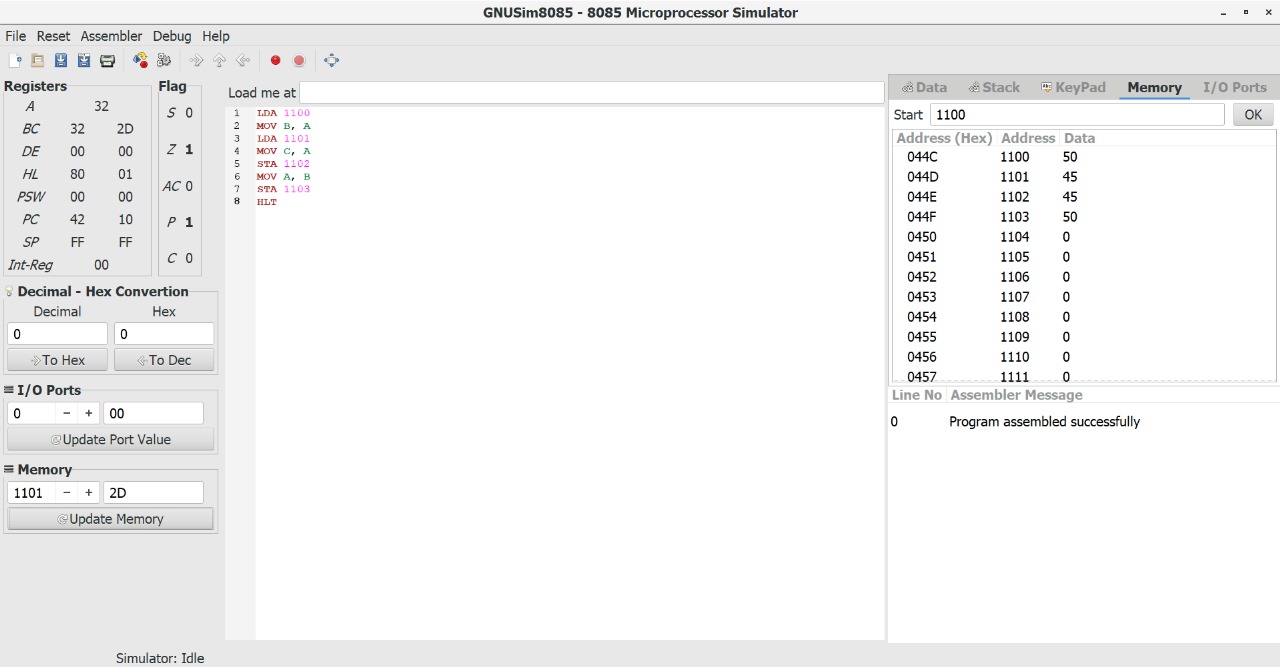 GNUSim8085 - 8085 Microprocessor Simulator
File Reset Assembler Debug Help
Registers
A 32
BC 32 2D
DE 00 00
HL 80 01
PSW 00 00
PC 42 10
SP FF FF
Int-Reg 00
Flag
S 0
Z 1
AC 0
P 1
C 0
Decimal - Hex Convertion
Decimal Hex
0 0
To Hex To Dec
I/O Ports
0 − + 00
Update Port Value
Memory
1101 − + 2D
Update Memory
Simulator: Idle
Load me at
1 LDA 1100
2 MOV B, A
3 LDA 1101
4 MOV C, A
5 STA 1102
6 MOV A, B
7 STA 1103
8 HLT
Data Stack KeyPad Memory I/O Ports
Start 1100 OK
Address (Hex) Address Data
044C 1100 50
044D 1101 45
044E 1102 45
044F 1103 50
0450 1104 0
0451 1105 0
0452 1106 0
0453 1107 0
0454 1108 0
0455 1109 0
0456 1110 0
0457 1111 0
Line No Assembler Message
0 Program assembled successfully